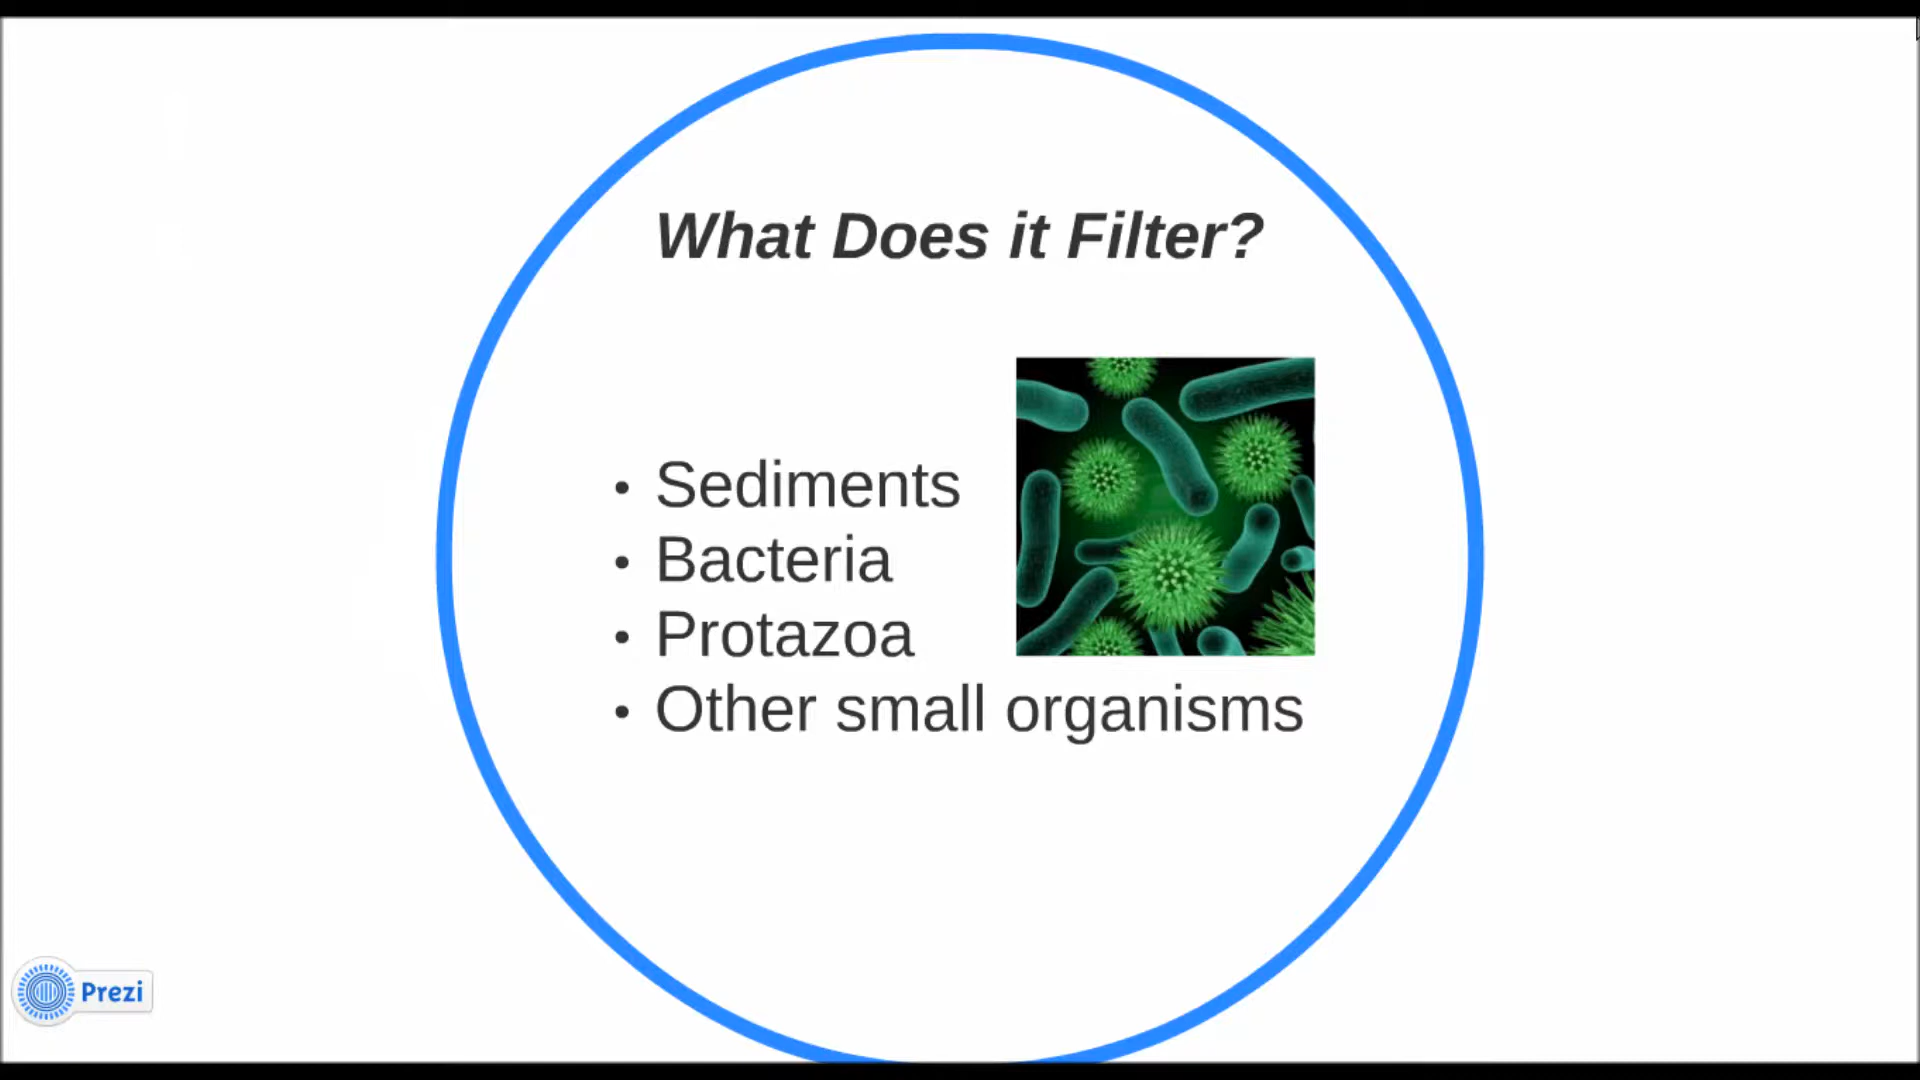 What Does it Filter?
• Sediments
• Bacteria
• Protazoa
• Other small organisms
Prezi